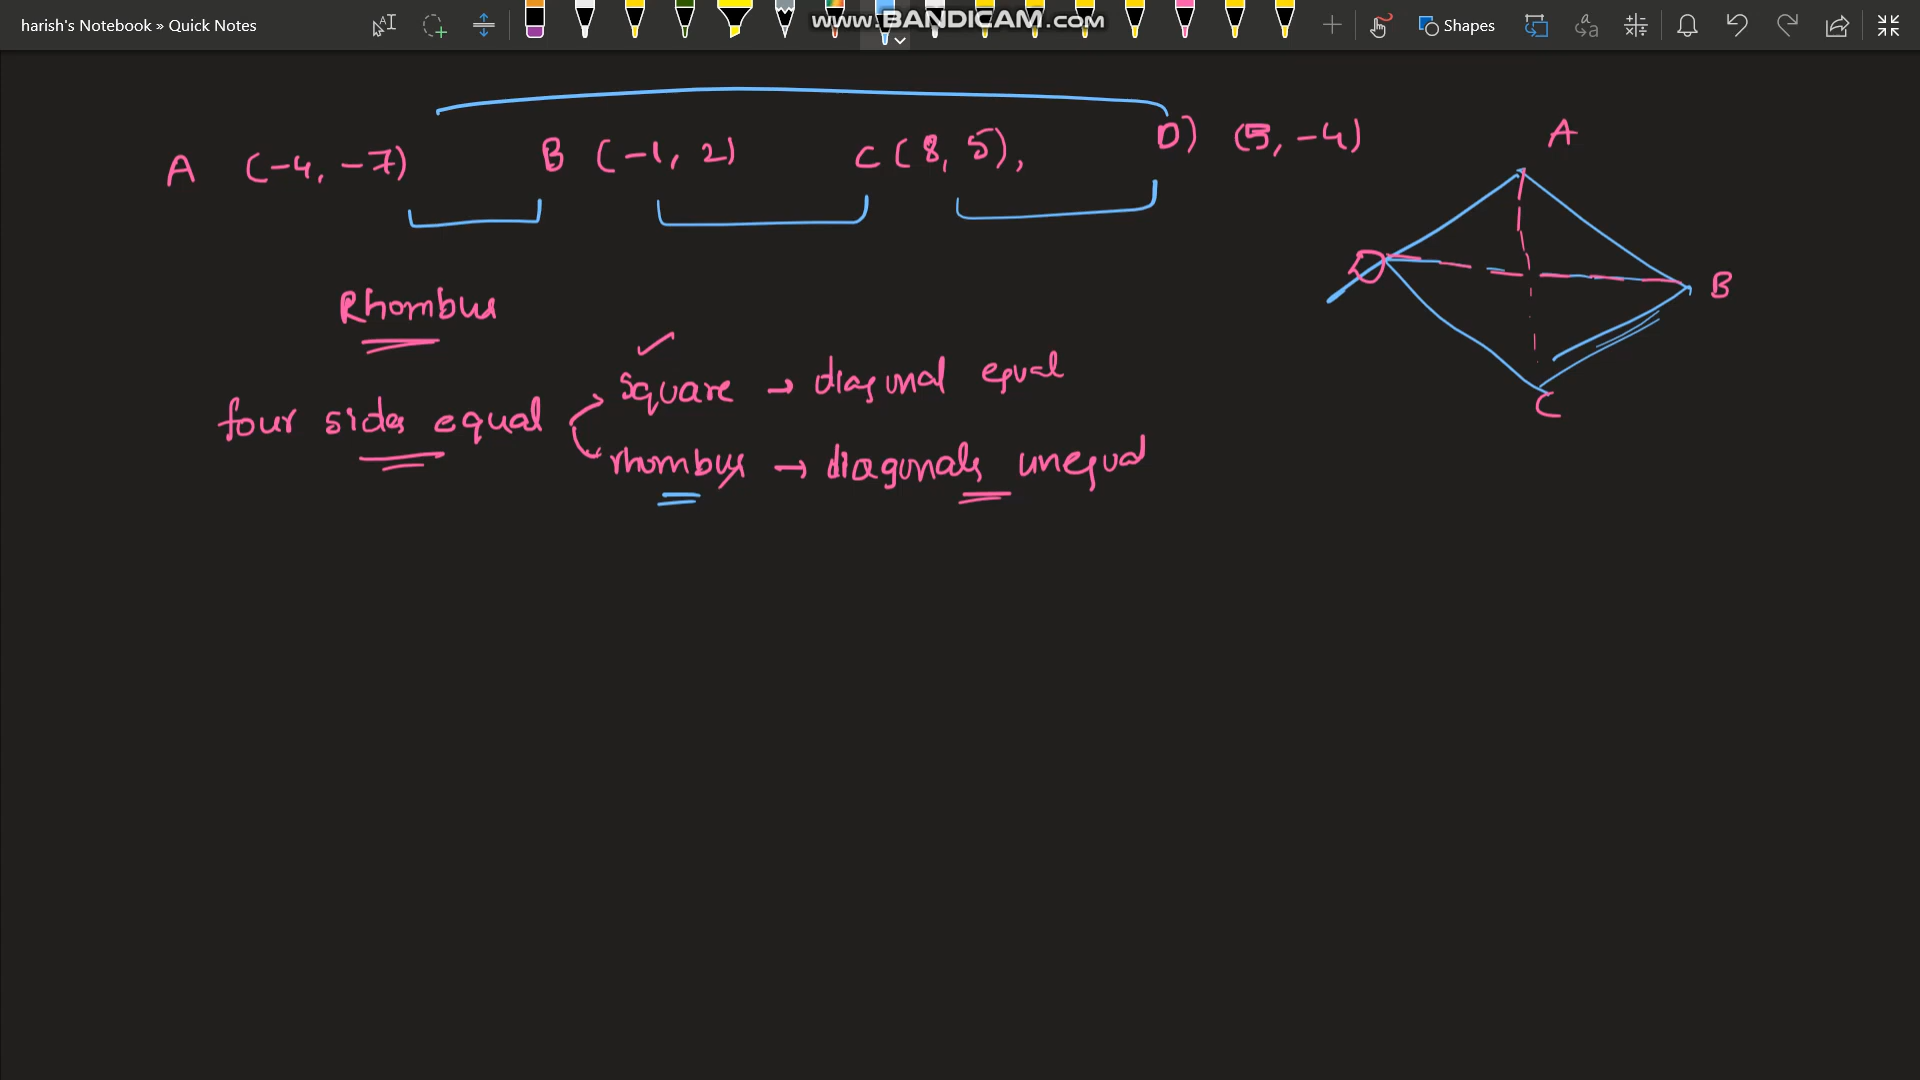 harish's Notebook » Quick Notes
www.BANDICAM.com
Shapes
A (-4, -7) B (-1, 2) C (8, 5), D) (5, -4)
A
B
C
D
Rhombus
square → diagonal equal
four sides equal
rhombus → diagonals unequal